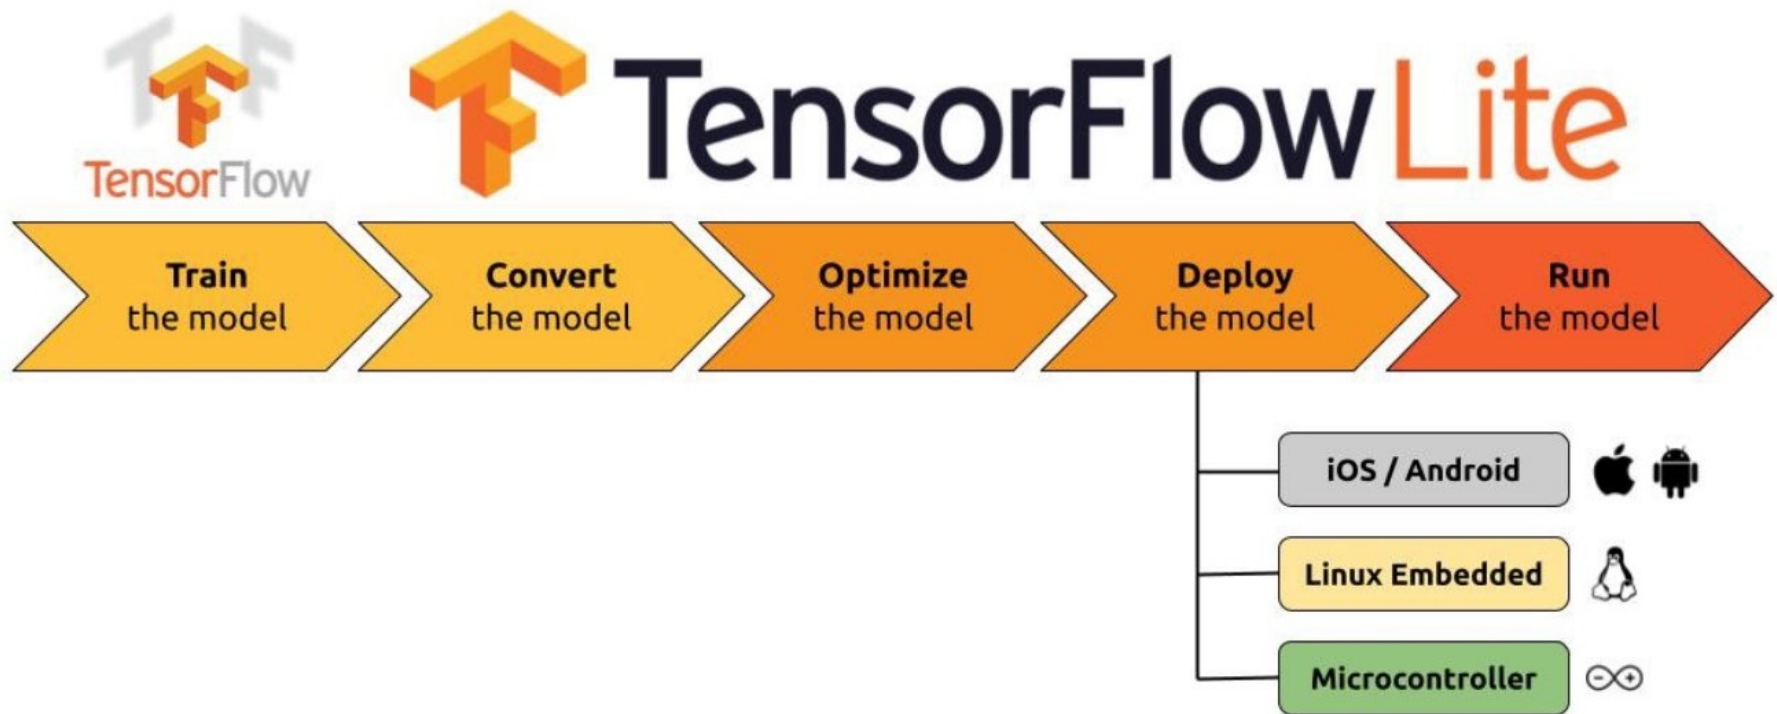 TF
TensorFlow
TensorFlow Lite
Train
the model
Convert
the model
Optimize
the model
Deploy
the model
Run
the model
iOS / Android
Linux Embedded
Microcontroller